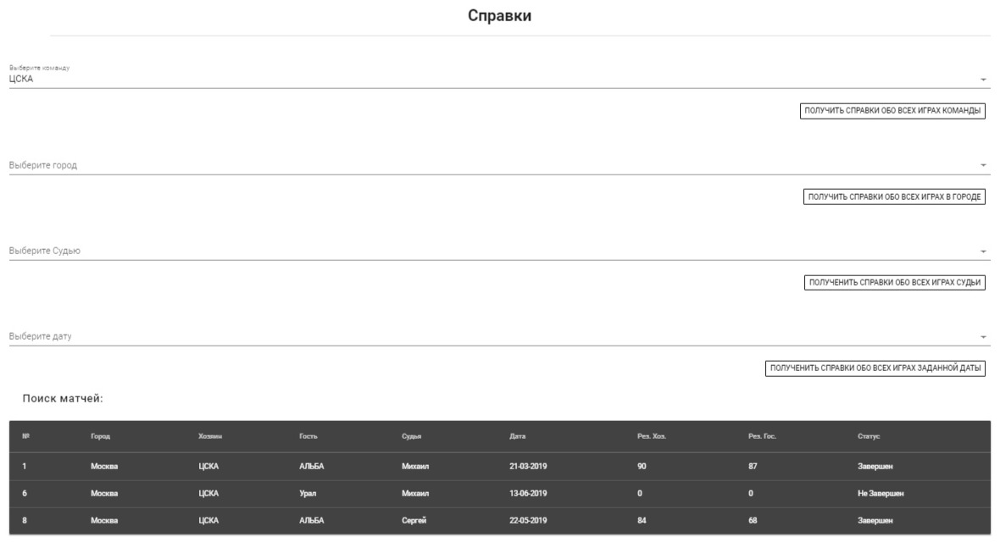 Справки
Выберите команду
ЦСКА
ПОЛУЧИТЬ СПРАВКИ ОБО ВСЕХ ИГРАХ КОМАНДЫ
Выберите город
ПОЛУЧИТЬ СПРАВКИ ОБО ВСЕХ ИГРАХ В ГОРОДЕ
Выберите Судью
ПОЛУЧЕНИТЬ СПРАВКИ ОБО ВСЕХ ИГРАХ СУДЬИ
Выберите дату
ПОЛУЧЕНИТЬ СПРАВКИ ОБО ВСЕХ ИГРАХ ЗАДАННОЙ ДАТЫ
Поиск матчей:
№ Город Хозяин Гость Судья Дата Рез. Хоз. Рез. Гос. Статус
1 Москва ЦСКА АЛЬБА Михаил 21-03-2019 90 87 Завершен
6 Москва ЦСКА Урал Михаил 13-06-2019 0 0 Не Завершен
8 Москва ЦСКА АЛЬБА Сергей 22-05-2019 84 68 Завершен